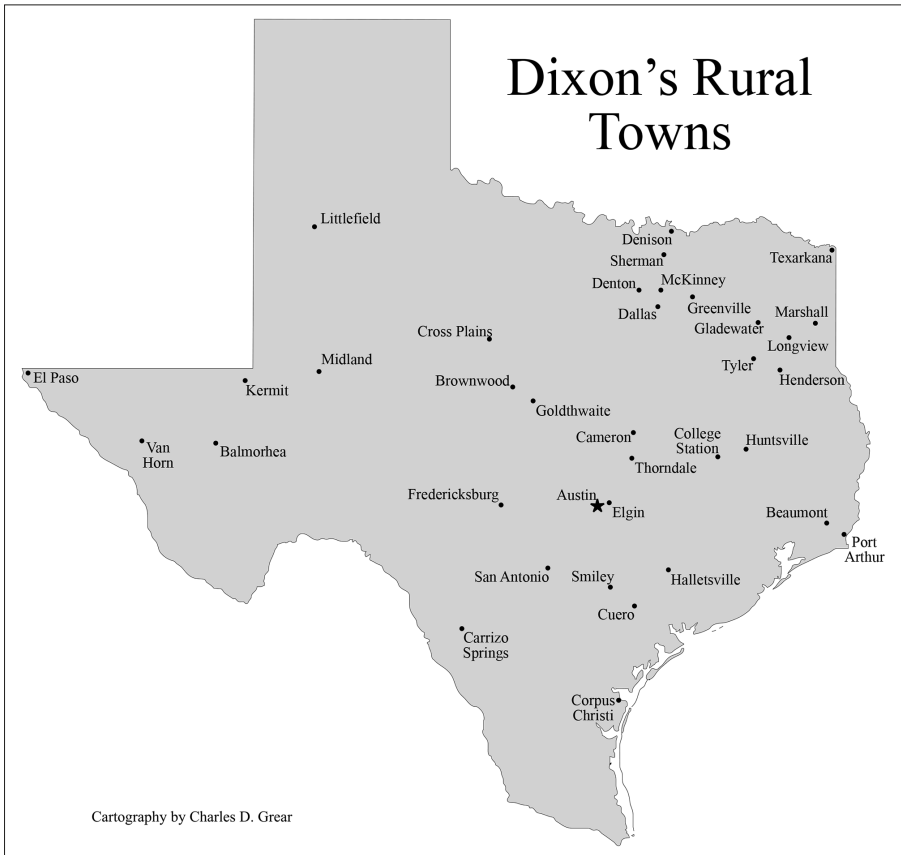 Dixon’s Rural
Towns
Littlefield
Denison
Sherman
Texarkana
Denton
McKinney
Greenville
Dallas
Marshall
Gladewater
Cross Plains
Longview
Midland
Tyler
El Paso
Henderson
Kermit
Brownwood
Goldthwaite
Cameron
College
Station
Huntsville
Van
Horn
Balmorhea
Thorndale
Fredericksburg
Austin
Elgin
Beaumont
Port
Arthur
San Antonio
Smiley
Halletsville
Cuero
Carrizo
Springs
Corpus
Christi
Cartography by Charles D. Grear